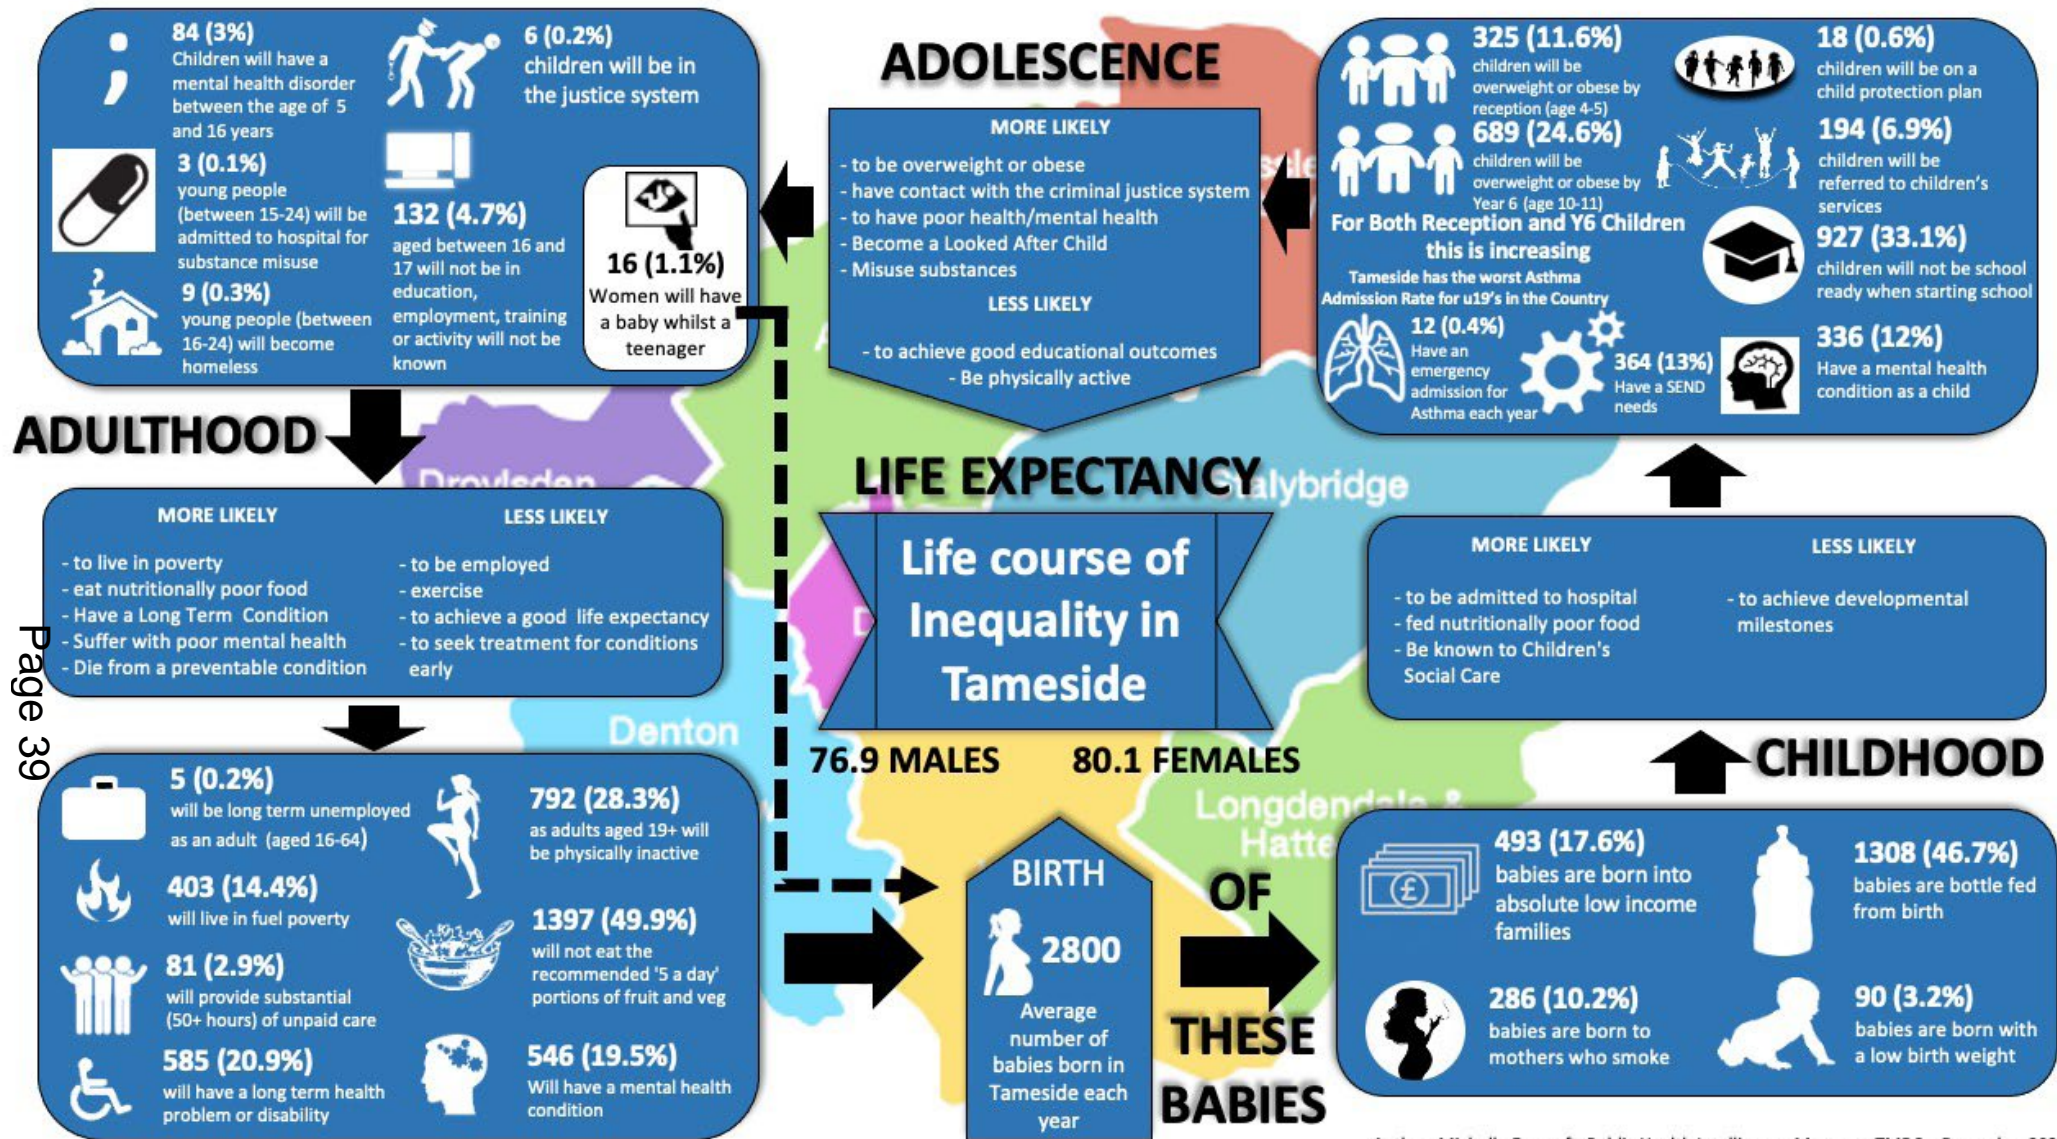 84 (3%)
Children will have a
mental health disorder
between the age of 5
and 16 years
3 (0.1%)
young people
(between 15-24) will be
admitted to hospital for
substance misuse
9 (0.3%)
young people (between
16-24) will become
homeless
6 (0.2%)
children will be in
the justice system
132 (4.7%)
aged between 16 and
17 will not be in
education,
employment, training
or activity will not be
known
16 (1.1%)
Women will have
a baby whilst a
teenager
ADOLESCENCE
MORE LIKELY
- to be overweight or obese
- have contact with the criminal justice system
- to have poor health/mental health
- Become a Looked After Child
- Misuse substances
LESS LIKELY
- to achieve good educational outcomes
- Be physically active
325 (11.6%)
children will be
overweight or obese by
reception (age 4-5)
689 (24.6%)
children will be
overweight or obese by
Year 6 (age 10-11)
For Both Reception and Y6 Children
this is increasing
Tameside has the worst Asthma
Admission Rate for u19's in the Country
12 (0.4%)
Have an
emergency
admission for
Asthma each year
364 (13%)
Have a SEND
needs
18 (0.6%)
children will be on a
child protection plan
194 (6.9%)
children will be
referred to children's
services
927 (33.1%)
children will not be school
ready when starting school
336 (12%)
Have a mental health
condition as a child
ADULTHOOD
Droylsden
MORE LIKELY
- to live in poverty
- eat nutritionally poor food
- Have a Long Term Condition
- Suffer with poor mental health
- Die from a preventable condition
LESS LIKELY
- to be employed
- exercise
- to achieve a good life expectancy
- to seek treatment for conditions
early
LIFE EXPECTANCY
Stalybridge
Life course of
Inequality in
Tameside
76.9 MALES 80.1 FEMALES
MORE LIKELY
- to be admitted to hospital
- fed nutritionally poor food
- Be known to Children's
Social Care
LESS LIKELY
- to achieve developmental
milestones
CHILDHOOD
Page 39
Denton
Longdendale &
Hatte
5 (0.2%)
will be long term unemployed
as an adult (aged 16-64)
403 (14.4%)
will live in fuel poverty
81 (2.9%)
will provide substantial
(50+ hours) of unpaid care
585 (20.9%)
will have a long term health
problem or disability
792 (28.3%)
as adults aged 19+ will
be physically inactive
1397 (49.9%)
will not eat the
recommended '5 a day'
portions of fruit and veg
546 (19.5%)
Will have a mental health
condition
BIRTH
2800
Average
number of
babies born in
Tameside each
year
OF
THESE
BABIES
493 (17.6%)
babies are born into
absolute low income
families
286 (10.2%)
babies are born to
mothers who smoke
1308 (46.7%)
babies are bottle fed
from birth
90 (3.2%)
babies are born with
a low birth weight